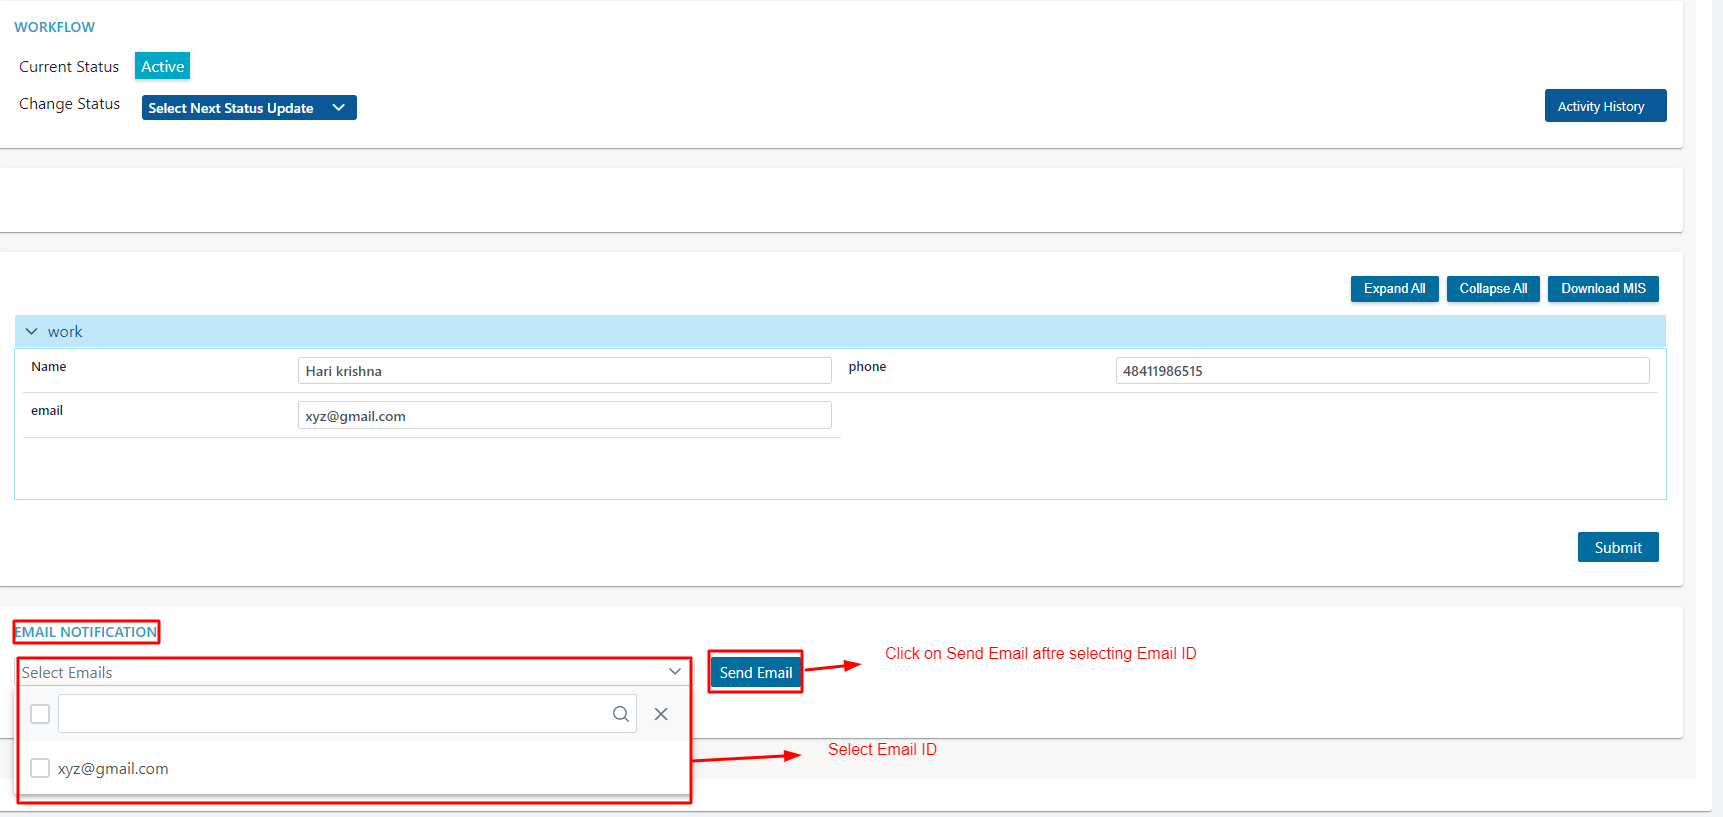 WORKFLOW
Current Status Active
Change Status Select Next Status Update
Activity History
Expand All Collapse All Download MIS
work
Name Hari krishna phone 48411986515
email xyz@gmail.com
Submit
EMAIL NOTIFICATION
Select Emails Send Email Click on Send Email aftre selecting Email ID
Select Email ID
xyz@gmail.com